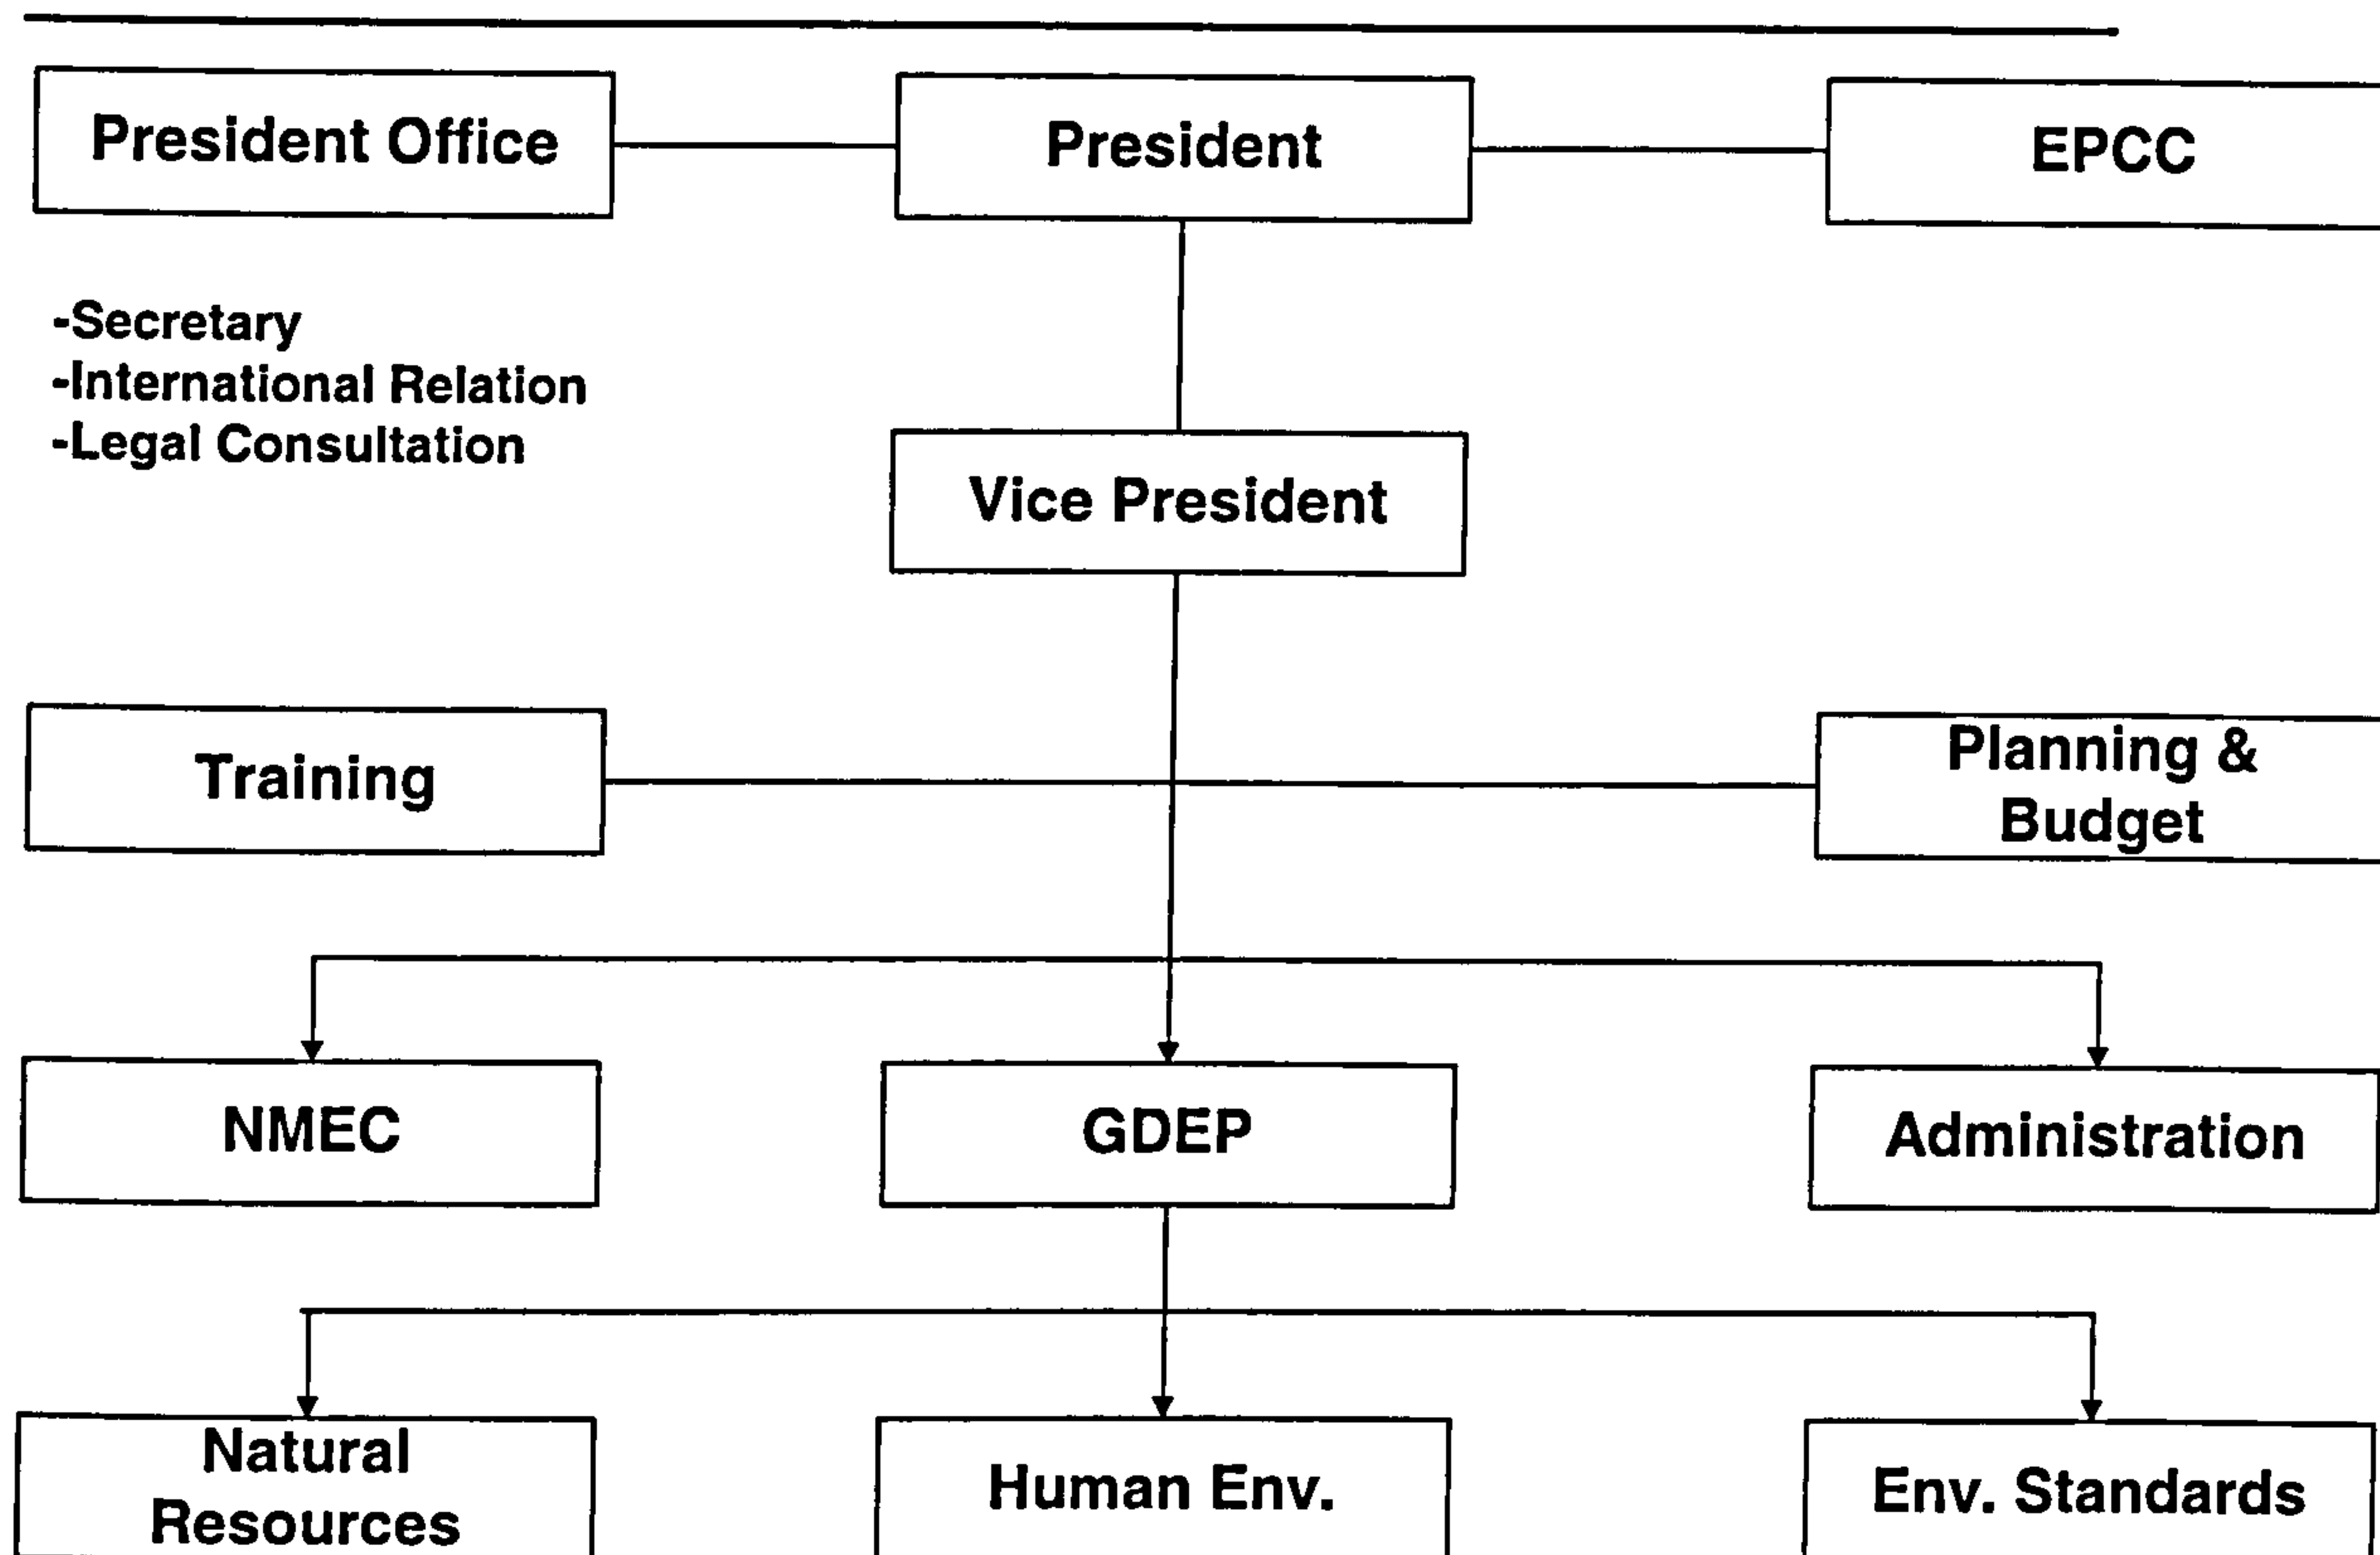 President Office
President
EPCC
-Secretary
-International Relation
-Legal Consultation
Vice President
Training
Planning &
Budget
NMEC
GDEP
Administration
Natural
Resources
Human Env.
Env. Standards